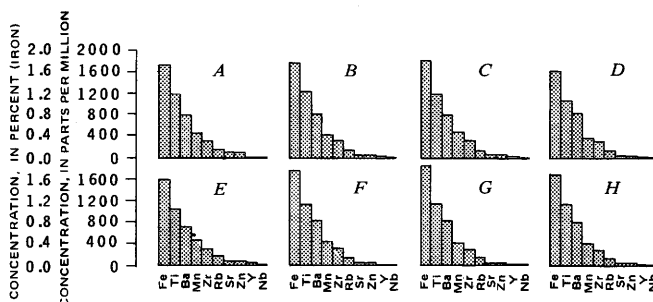 CONCENTRATION, IN PERCENT (IRON)
CONCENTRATION, IN PARTS PER MILLION
2.0 2000
1.6 1600
1.2 1200
0.8 800
0.4 400
0.0 0
A B C D
1.6 1600
1.2 1200
0.8 800
0.4 400
0.0 0
E F G H
Fe Ti Ba Mn Zr Rb Sr Zn Y Nb
Fe Ti Ba Mn Zr Rb Sr Zn Y Nb
Fe Ti Ba Mn Zr Rb Sr Zn Y Nb
Fe Ti Ba Mn Zr Rb Sr Zn Y Nb